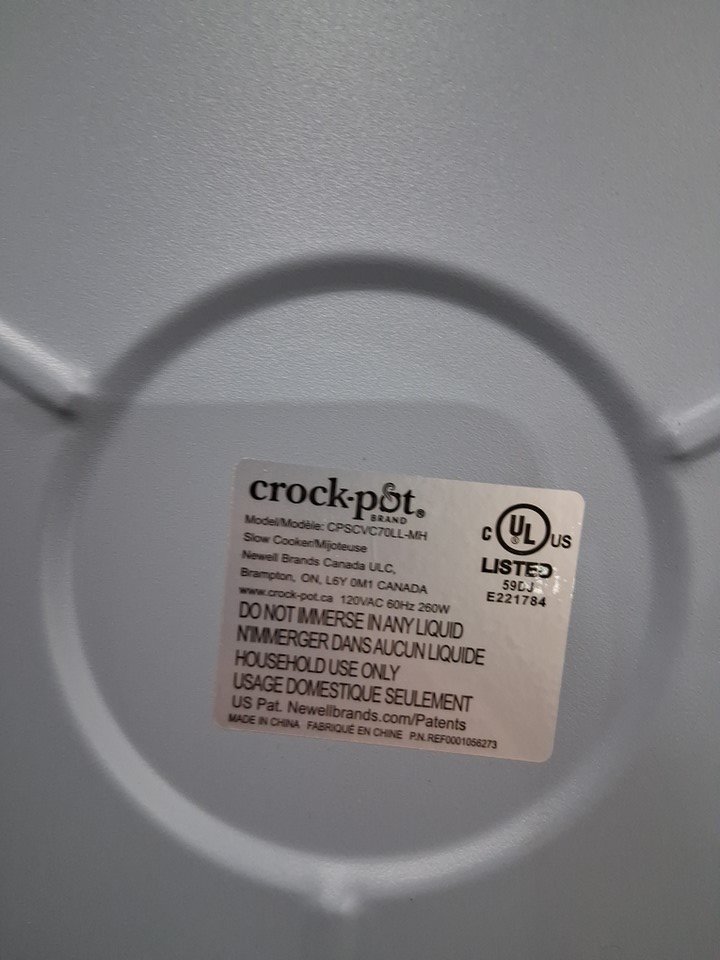 crock-pot®
BRAND
Model/Modèle: CPSCVC70LL-MH
Slow Cooker/Mijoteuse
Newell Brands Canada ULC,
Brampton, ON, L6Y 0M1 CANADA
www.crock-pot.ca 120VAC 60Hz 260W
DO NOT IMMERSE IN ANY LIQUID
N'IMMERGER DANS AUCUN LIQUIDE
HOUSEHOLD USE ONLY
USAGE DOMESTIQUE SEULEMENT
US Pat. Newellbrands.com/Patents
MADE IN CHINA FABRIQUÉ EN CHINE P.N.REF0001056273
C UL® US
LISTED
59DJ
E221784